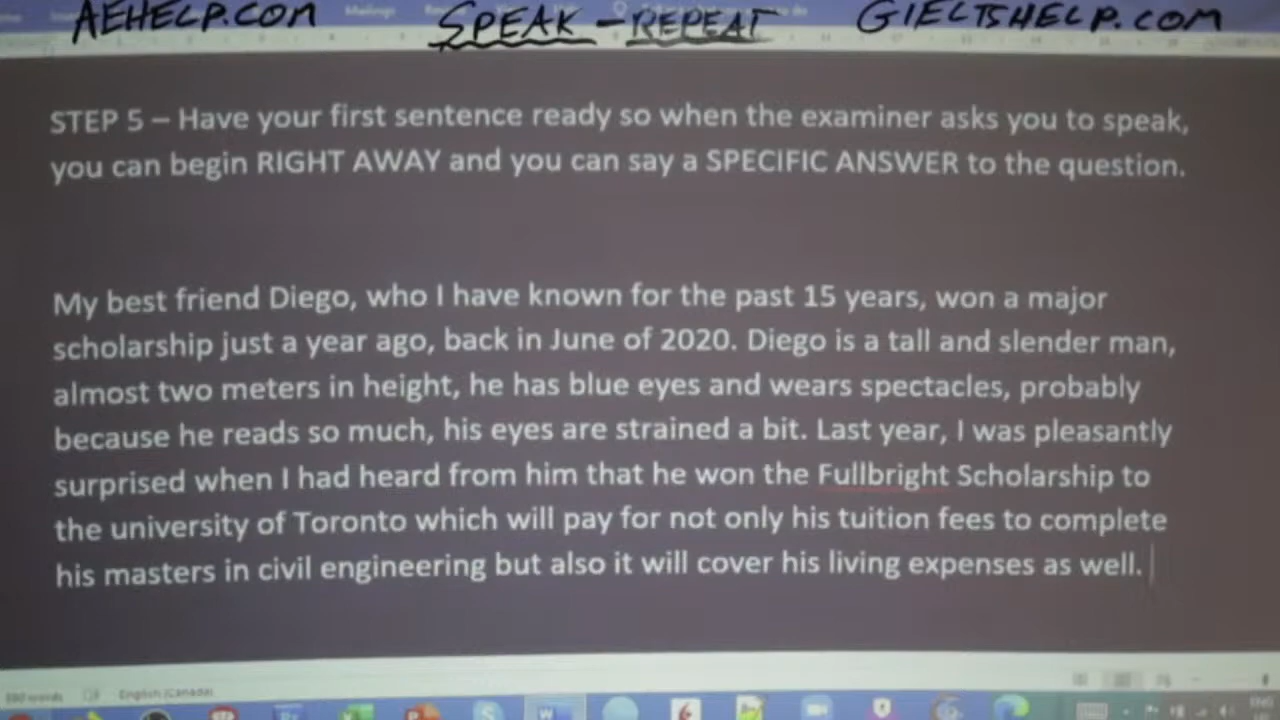 AEHELP.COM SPEAK - REPEAT GIELTSHELP.COM
Mailings
STEP 5 – Have your first sentence ready so when the examiner asks you to speak,
you can begin RIGHT AWAY and you can say a SPECIFIC ANSWER to the question.
My best friend Diego, who I have known for the past 15 years, won a major
scholarship just a year ago, back in June of 2020. Diego is a tall and slender man,
almost two meters in height, he has blue eyes and wears spectacles, probably
because he reads so much, his eyes are strained a bit. Last year, I was pleasantly
surprised when I had heard from him that he won the Fullbright Scholarship to
the university of Toronto which will pay for not only his tuition fees to complete
his masters in civil engineering but also it will cover his living expenses as well.
English (Canada)